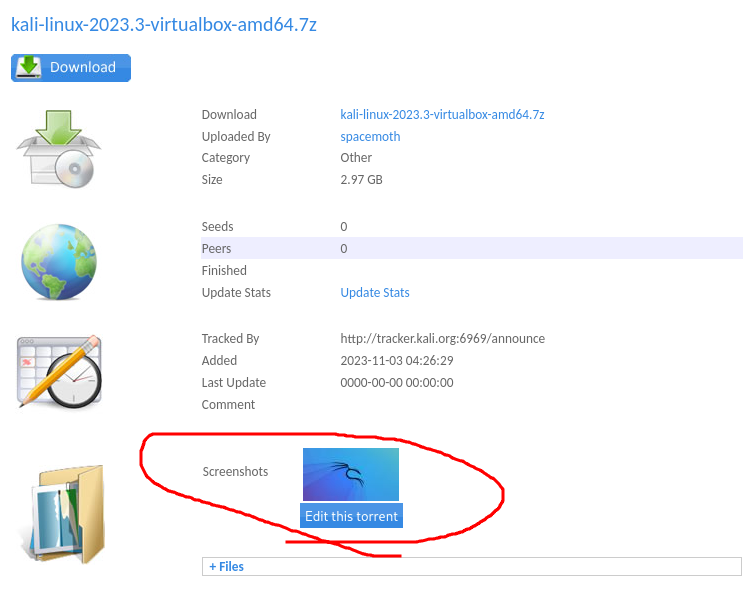 kali-linux-2023.3-virtualbox-amd64.7z
Download
Download kali-linux-2023.3-virtualbox-amd64.7z
Uploaded By spacemoth
Category Other
Size 2.97 GB
Seeds 0
Peers 0
Finished
Update Stats Update Stats
Tracked By http://tracker.kali.org:6969/announce
Added 2023-11-03 04:26:29
Last Update 0000-00-00 00:00:00
Comment
Screenshots
Edit this torrent
+ Files